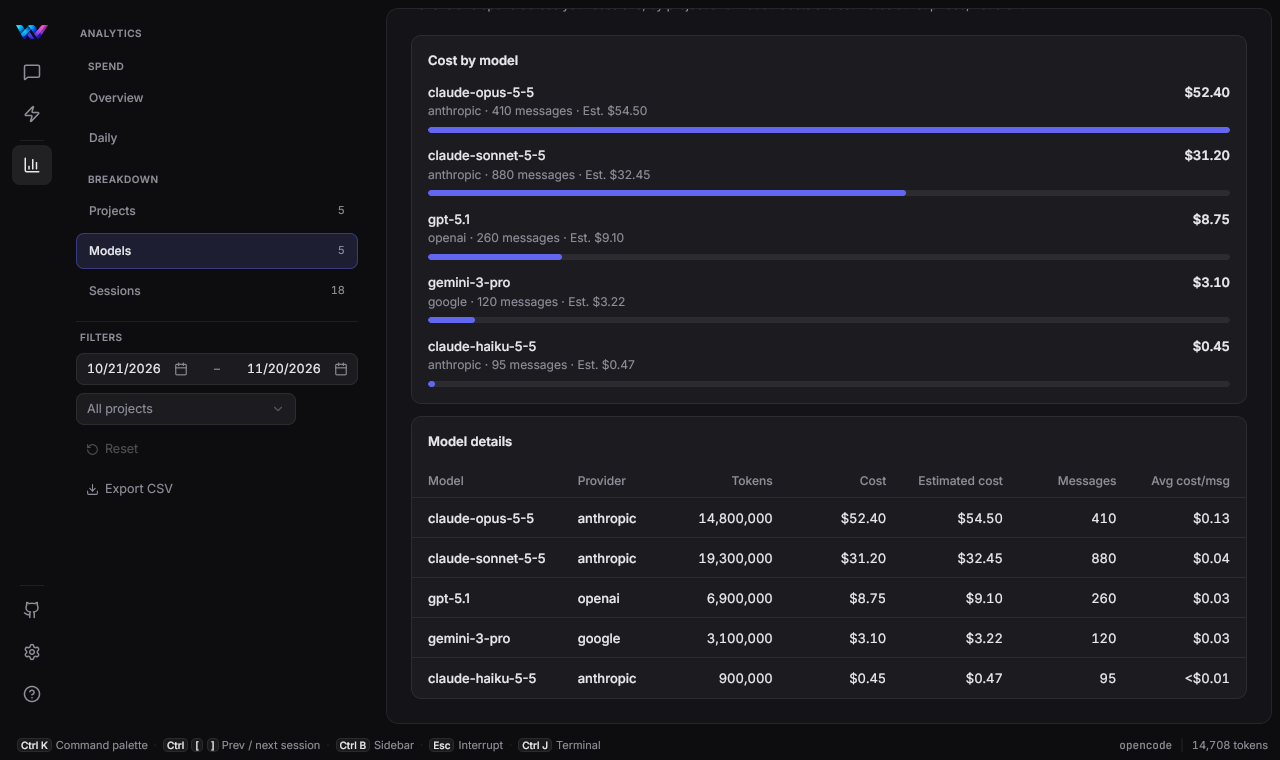 ANALYTICS
SPEND
Overview
Daily
BREAKDOWN
Projects 5
Models 5
Sessions 18
FILTERS
10/21/2026 – 11/20/2026
All projects
Reset
Export CSV
Cost by model
claude-opus-5-5 $52.40
anthropic · 410 messages · Est. $54.50
claude-sonnet-5-5 $31.20
anthropic · 880 messages · Est. $32.45
gpt-5.1 $8.75
openai · 260 messages · Est. $9.10
gemini-3-pro $3.10
google · 120 messages · Est. $3.22
claude-haiku-5-5 $0.45
anthropic · 95 messages · Est. $0.47
Model details
Model Provider Tokens Cost Estimated cost Messages Avg cost/msg
claude-opus-5-5 anthropic 14,800,000 $52.40 $54.50 410 $0.13
claude-sonnet-5-5 anthropic 19,300,000 $31.20 $32.45 880 $0.04
gpt-5.1 openai 6,900,000 $8.75 $9.10 260 $0.03
gemini-3-pro google 3,100,000 $3.10 $3.22 120 $0.03
claude-haiku-5-5 anthropic 900,000 $0.45 $0.47 95 <$0.01
Ctrl K Command palette · Ctrl [ ] Prev / next session · Ctrl B Sidebar · Esc Interrupt · Ctrl J Terminal
opencode 14,708 tokens